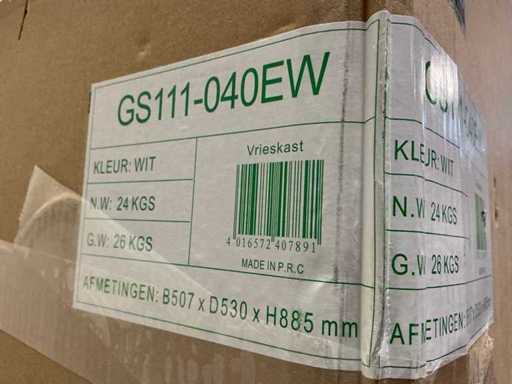 GS111-040EW
KLEUR: WIT
N.W: 24 KGS
G.W: 26 KGS
Vrieskast
4 016572 407891
MADE IN P.R.C
AFMETINGEN: B507 x D530 x H885 mm
KLEUR: WIT
N.W: 24 KGS
G.W: 26 KGS
AFMETINGEN: